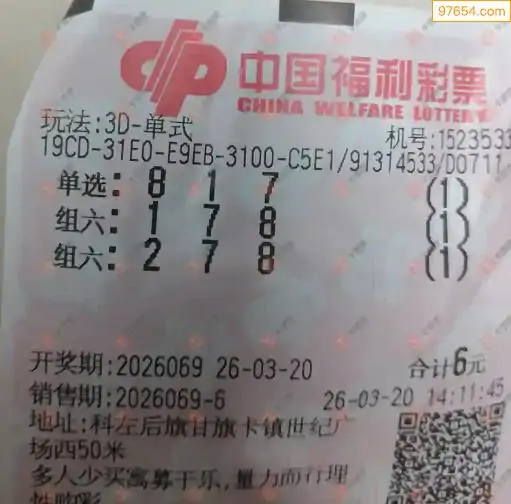 97654.com
中国福利彩票
CHINA WELFARE LOTTERY
玩法:3D-单式
机号:1523533
19CD-31E0-E9EB-3100-C5E1/91314533/D0711
单选: 8 1 7 (1)
组六: 1 7 8 (1)
组六: 2 7 8 (1)
开奖期:2026069 26-03-20 合计6元
销售期:2026069-6 26-03-20 14:11:45
地址:科左后旗甘旗卡镇世纪广
场西50米
多人少买寓募于乐,量力而行理
性购彩